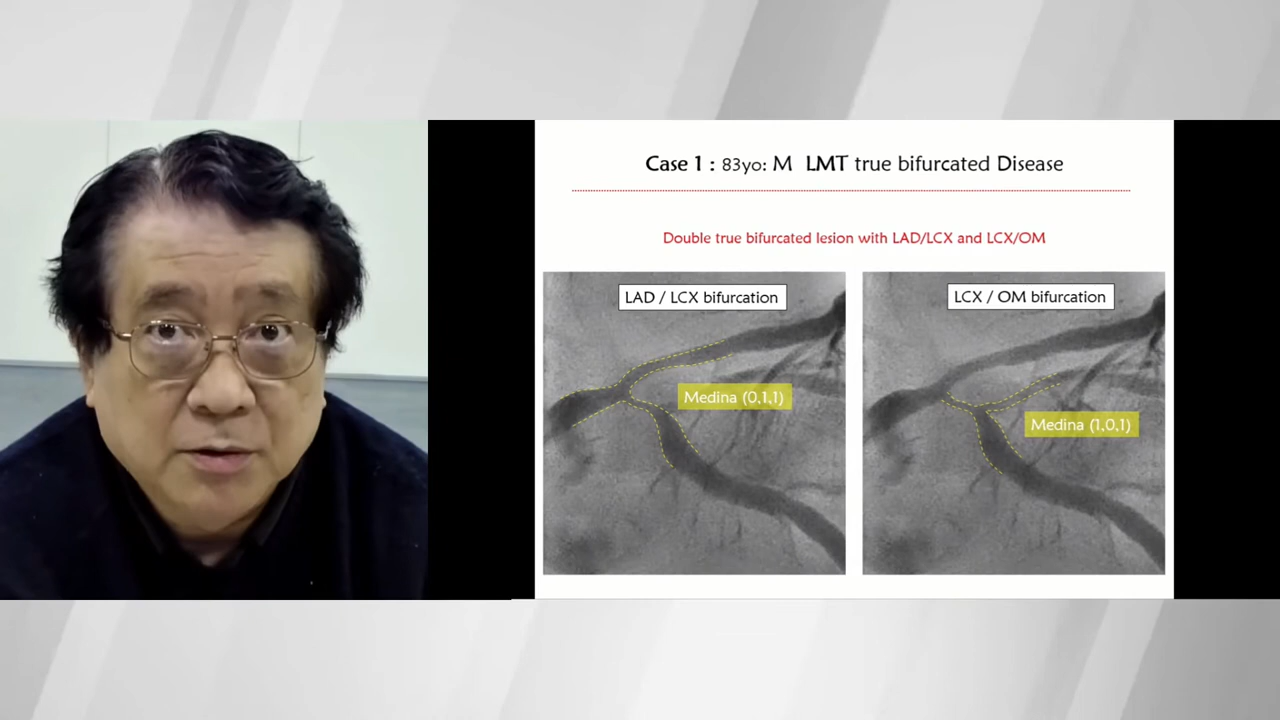 Case 1 : 83yo: M LMT true bifurcated Disease
Double true bifurcated lesion with LAD/LCX and LCX/OM
LAD / LCX bifurcation
Medina (0,1,1)
LCX / OM bifurcation
Medina (1,0,1)